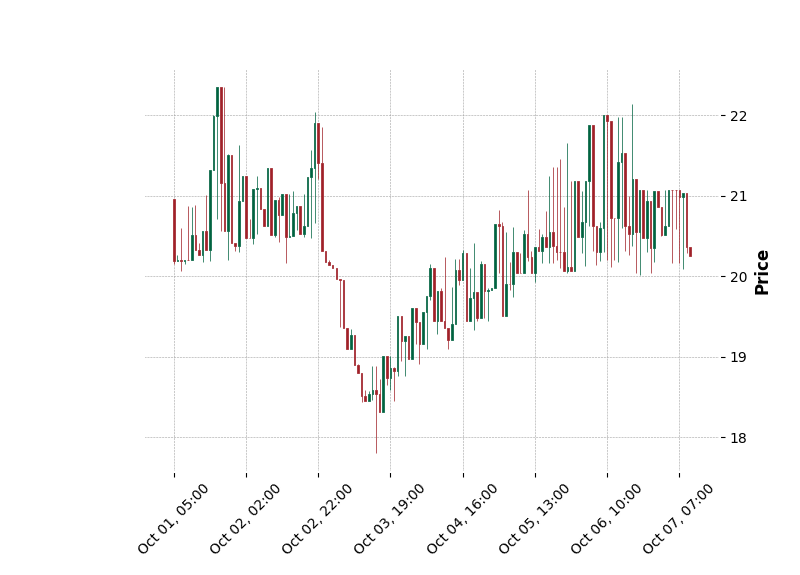 22
21
20
19
18
Price
Oct 01, 05:00
Oct 02, 02:00
Oct 02, 22:00
Oct 03, 19:00
Oct 04, 16:00
Oct 05, 13:00
Oct 06, 10:00
Oct 07, 07:00